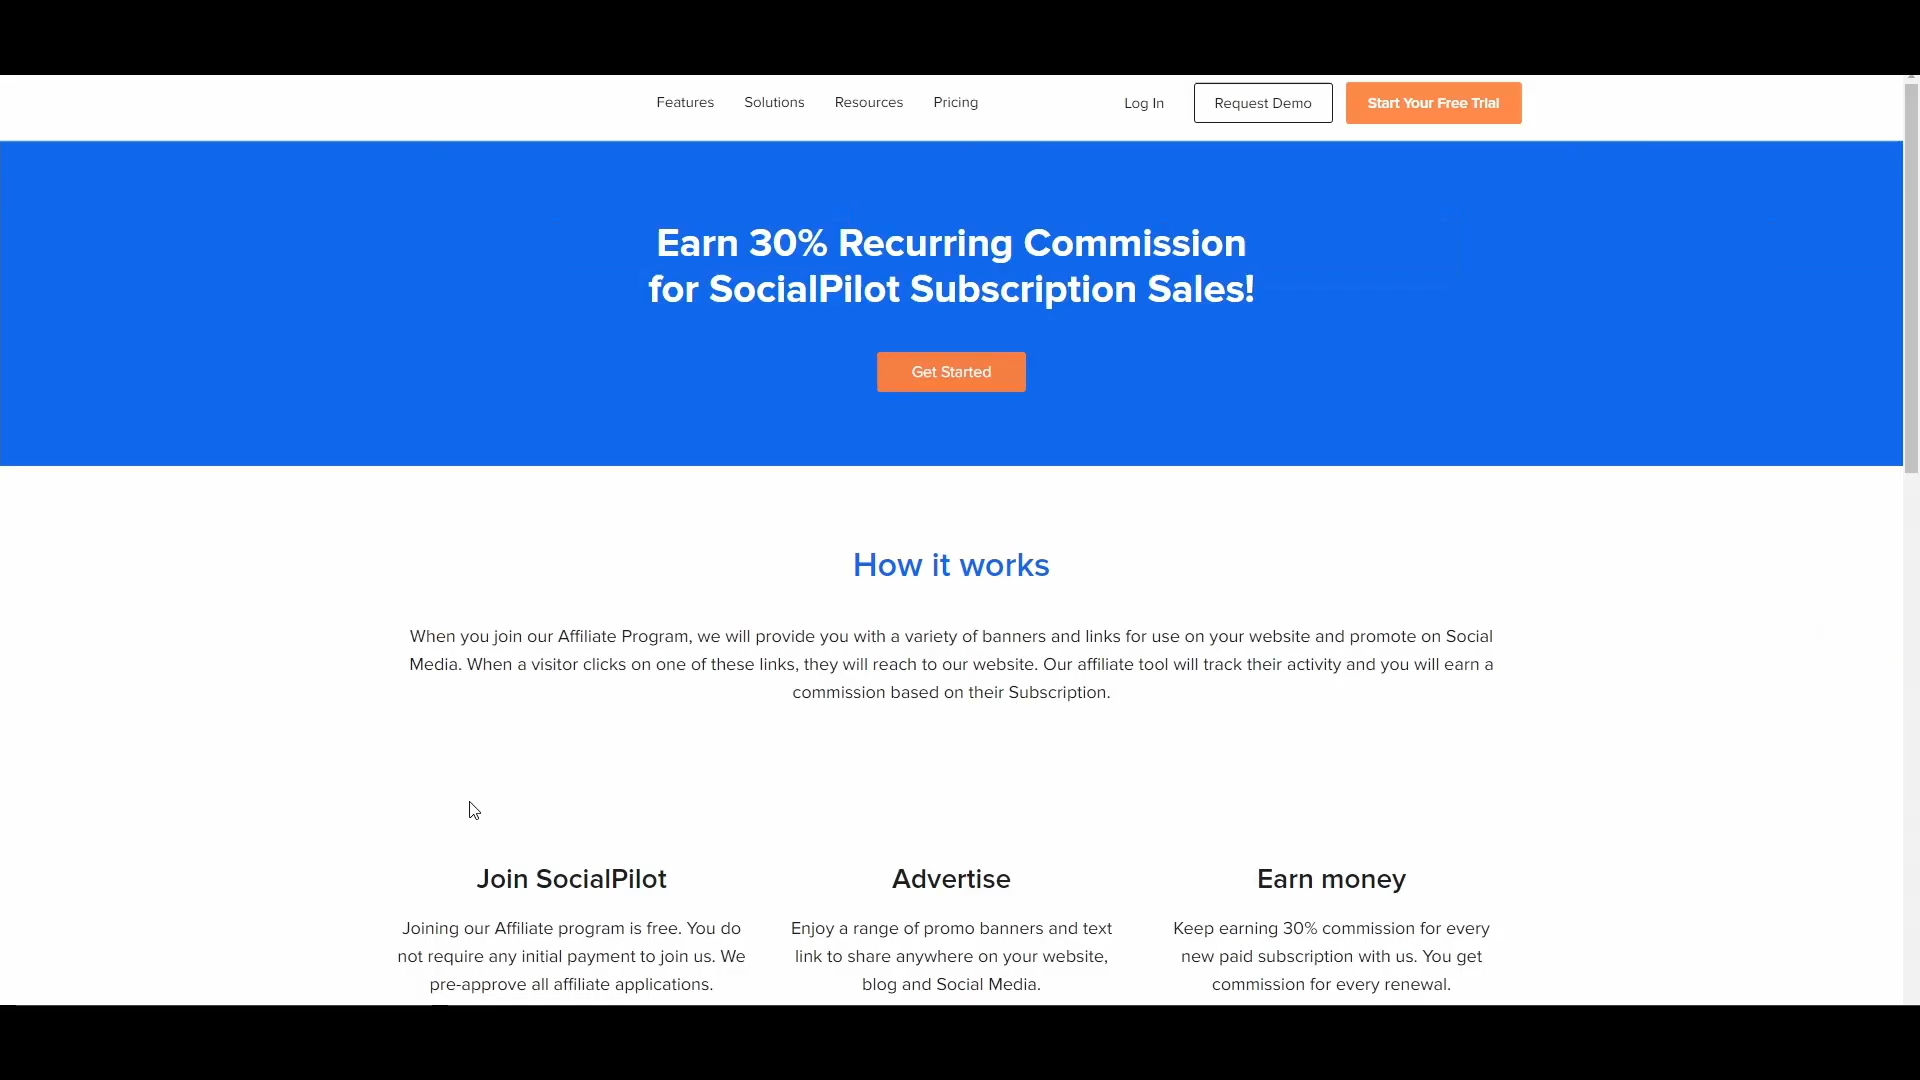 Features
Solutions
Resources
Pricing
Log In
Request Demo
Start Your Free Trial
Earn 30% Recurring Commission
for SocialPilot Subscription Sales!
Get Started
How it works
When you join our Affiliate Program, we will provide you with a variety of banners and links for use on your website and promote on Social
Media. When a visitor clicks on one of these links, they will reach to our website. Our affiliate tool will track their activity and you will earn a
commission based on their Subscription.
Join SocialPilot
Joining our Affiliate program is free. You do
not require any initial payment to join us. We
pre-approve all affiliate applications.
Advertise
Enjoy a range of promo banners and text
link to share anywhere on your website,
blog and Social Media.
Earn money
Keep earning 30% commission for every
new paid subscription with us. You get
commission for every renewal.